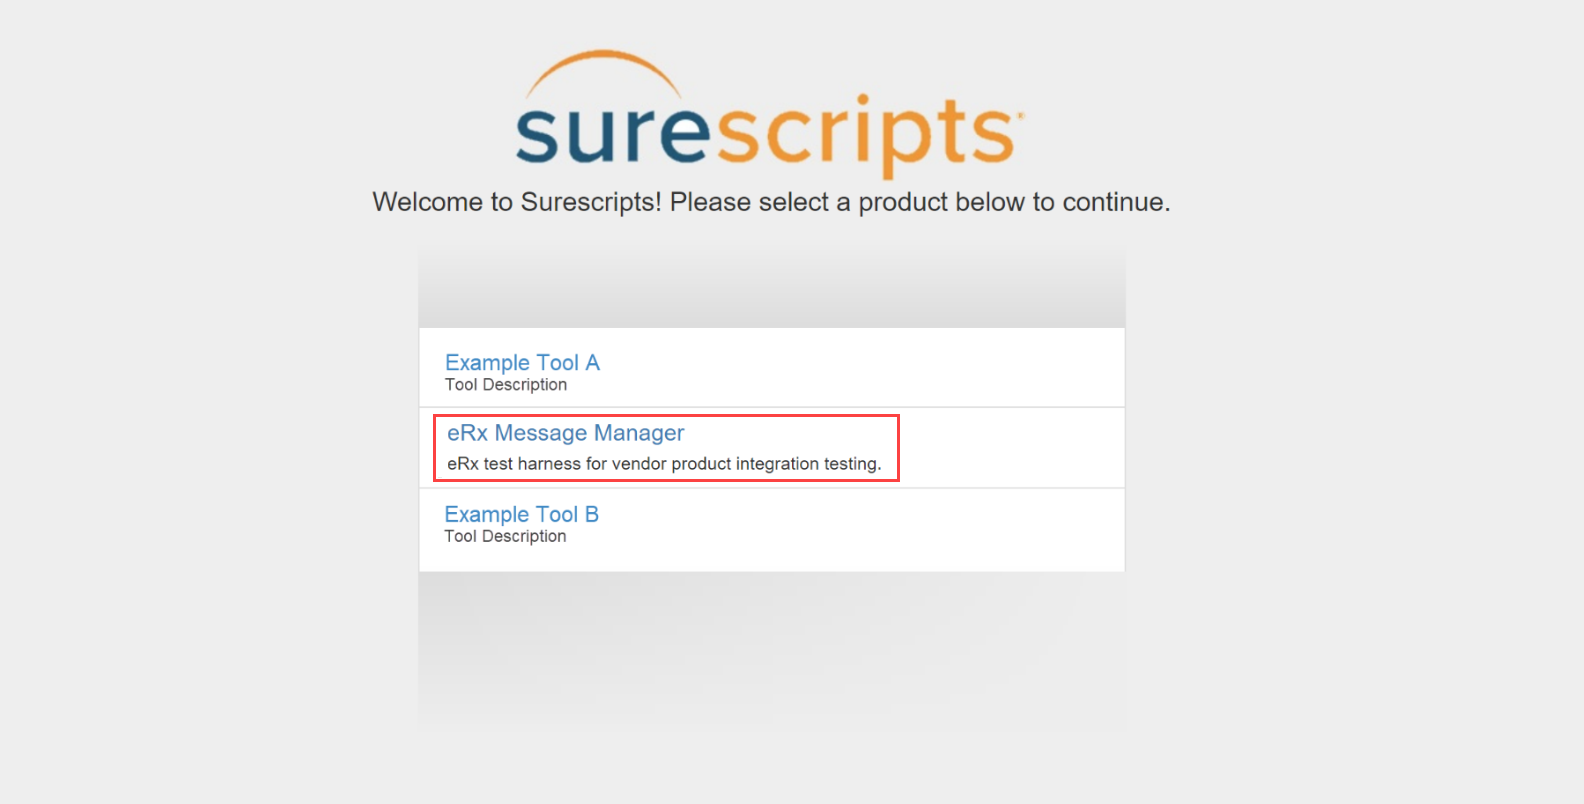 surescripts
Welcome to Surescripts! Please select a product below to continue.
Example Tool A
Tool Description
eRx Message Manager
eRx test harness for vendor product integration testing.
Example Tool B
Tool Description